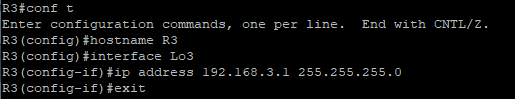 R3#conf t
Enter configuration commands, one per line.  End with CNTL/Z.
R3(config)#hostname R3
R3(config)#interface Lo3
R3(config-if)#ip address 192.168.3.1 255.255.255.0
R3(config-if)#exit